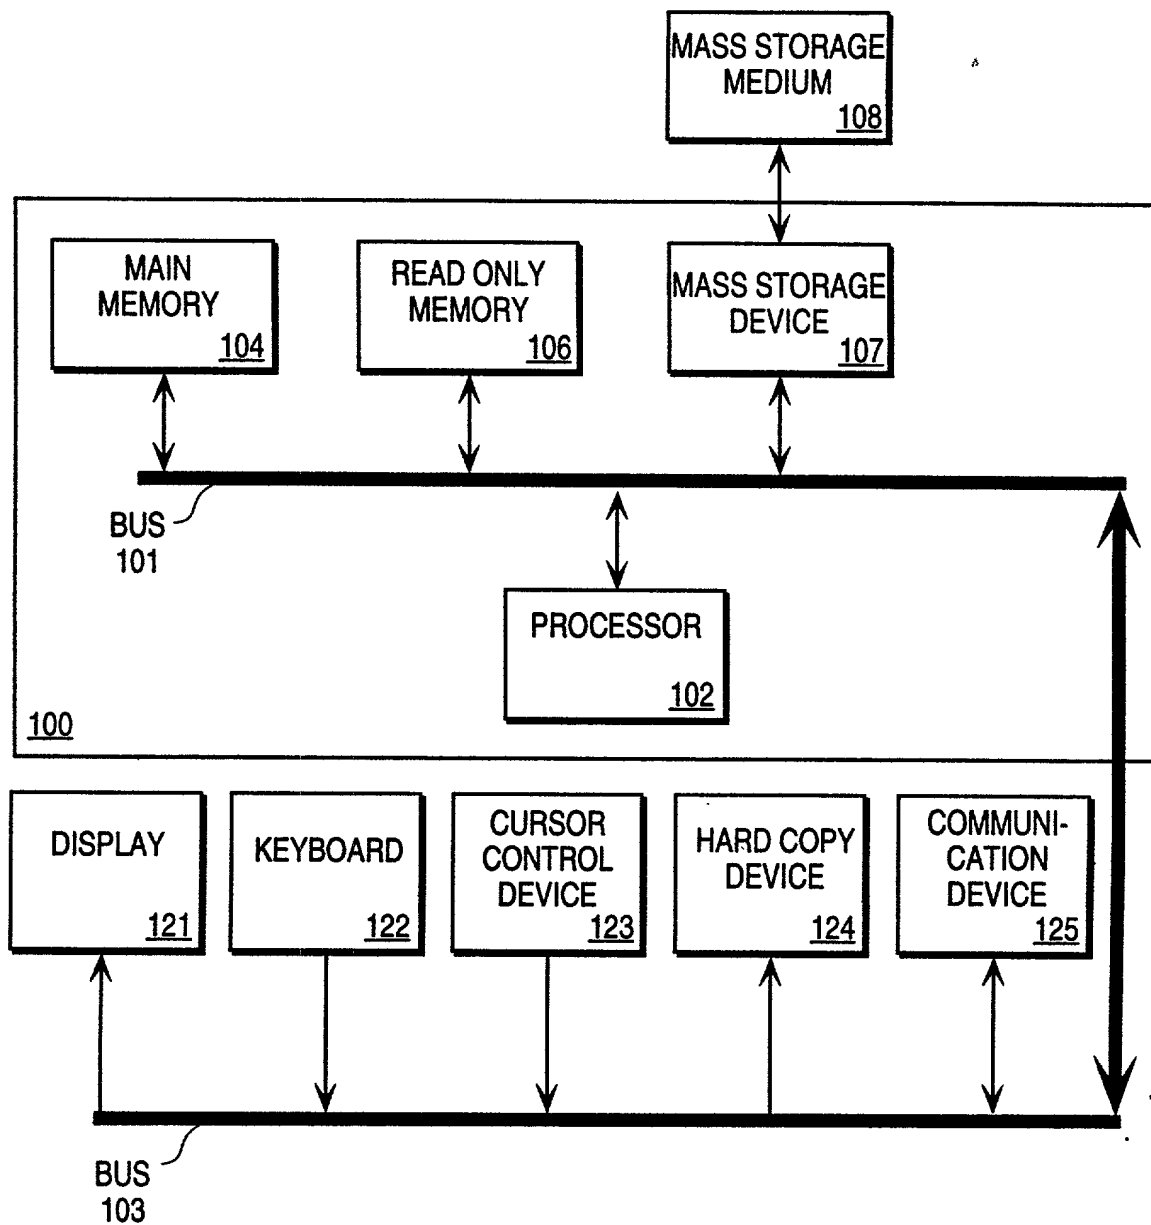 MASS STORAGE
MEDIUM
108
MAIN
MEMORY
104
READ ONLY
MEMORY
106
MASS STORAGE
DEVICE
107
BUS
101
PROCESSOR
102
100
DISPLAY
121
KEYBOARD
122
CURSOR
CONTROL
DEVICE
123
HARD COPY
DEVICE
124
COMMUNI-
CATION
DEVICE
125
BUS
103